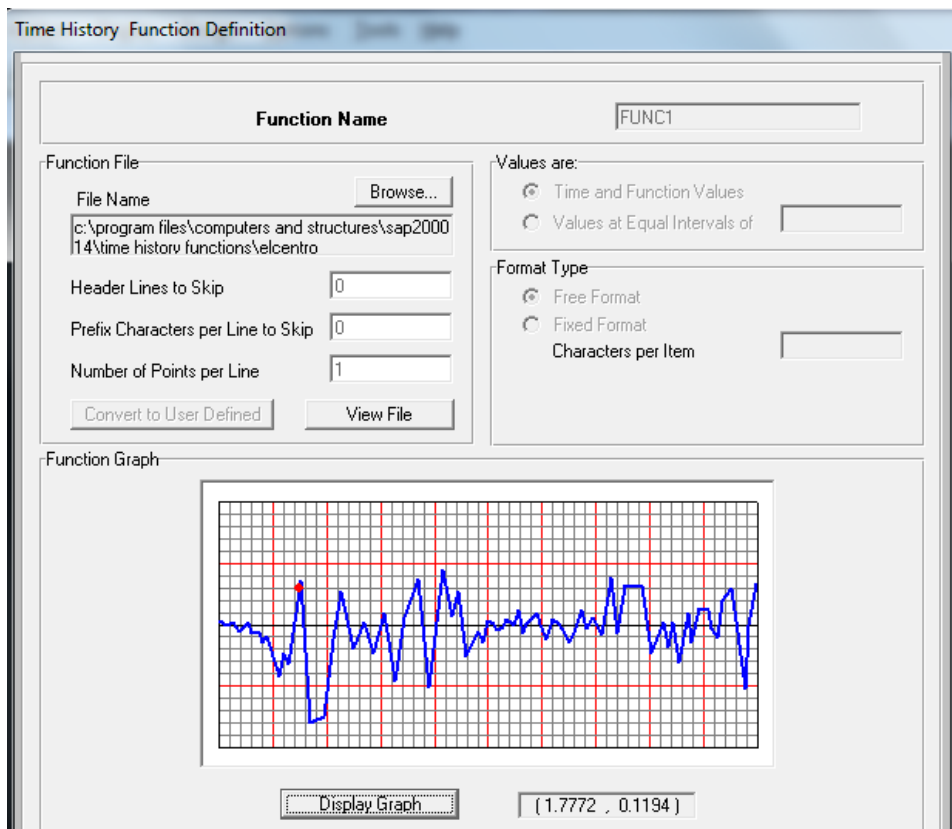 Time History Function Definition
Function Name
FUNC1
Function File
File Name
Browse...
c:\program files\computers and structures\sap2000
14\time history functions\elcentro
Header Lines to Skip
0
Prefix Characters per Line to Skip
0
Number of Points per Line
1
Convert to User Defined
View File
Values are:
Time and Function Values
Values at Equal Intervals of
Format Type
Free Format
Fixed Format
Characters per Item
Function Graph
Display Graph
( 1.7772 , 0.1194 )